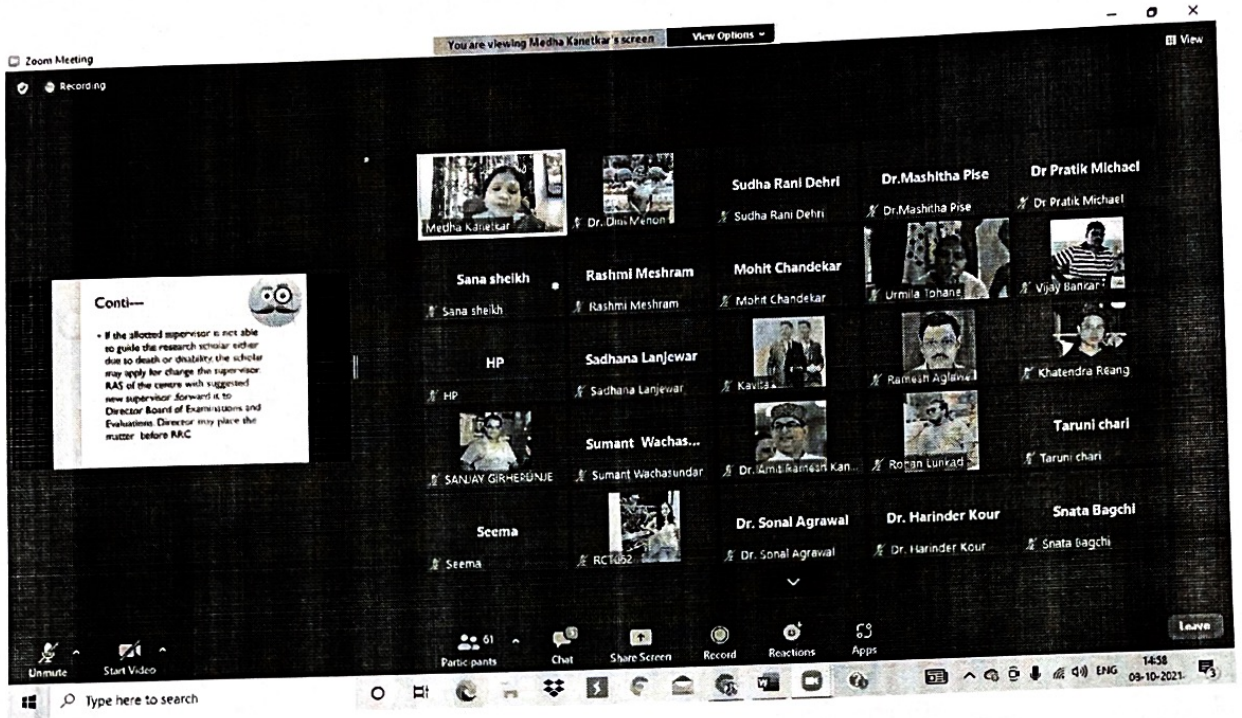 You are viewing Medha Kanetkar's screen
View Options
Zoom Meeting
View
Recording
Medha Kanetkar
Dr. Dini Menon
Sudha Rani Dehri
Sudha Rani Dehri
Dr.Mashitha Pise
Dr.Mashitha Pise
Dr Pratik Michael
Dr Pratik Michael
Sana sheikh
Sana sheikh
Rashmi Meshram
Rashmi Meshram
Mohit Chandekar
Mohit Chandekar
Urmila Tohane
Vijay Bankar
Conti—
• If the allotted supervisor is not able
to guide the research scholar either
due to death or disability, the scholar
may apply for change the supervisor.
RAS of the centre with suggested
new supervisor forward it to
Director Board of Examinations and
Evaluations. Director may place the
matter before RRC
HP
HP
Sadhana Lanjewar
Sadhana Lanjewar
Kavita
Ramesh
Khatendra Reang
SANJAY GIRHEPUNJE
Sumant Wachas...
Sumant Wachasundar
Dr. Amit Ramesh Kan...
Rohan Lunkad
Taruni chari
Taruni chari
Seema
Seema
RCT052
Dr. Sonal Agrawal
Dr. Sonal Agrawal
Dr. Harinder Kour
Dr. Harinder Kour
Snata Bagchi
Snata Bagchi
Unmute
Start Video
61
Participants
Chat
Share Screen
Record
Reactions
Apps
Leave
Type here to search
ENG
14:58
09-10-2021